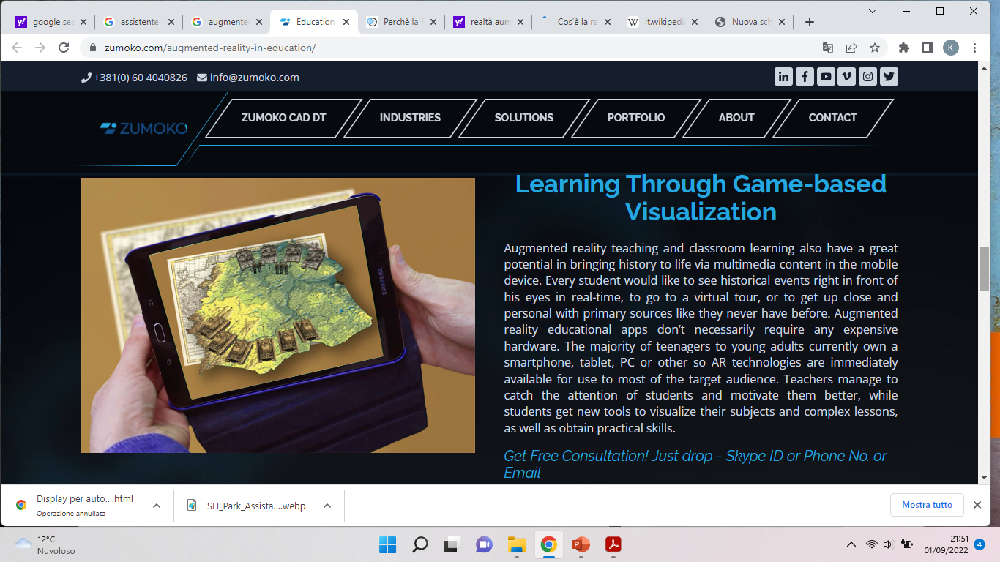 google sea
assistente
augmente
Education
Perchè la
realtà aum
Cos'è la re
it.wikiped
Nuova sch
zumoko.com/augmented-reality-in-education/
K
+381(0) 60 4040826 info@zumoko.com
ZUMOKO
ZUMOKO CAD DT
INDUSTRIES
SOLUTIONS
PORTFOLIO
ABOUT
CONTACT
SAMSUNG
Learning Through Game-based
Visualization
Augmented reality teaching and classroom learning also have a great
potential in bringing history to life via multimedia content in the mobile
device. Every student would like to see historical events right in front of
his eyes in real-time, to go to a virtual tour, or to get up close and
personal with primary sources like they never have before. Augmented
reality educational apps don't necessarily require any expensive
hardware. The majority of teenagers to young adults currently own a
smartphone, tablet, PC or other so AR technologies are immediately
available for use to most of the target audience. Teachers manage to
catch the attention of students and motivate them better, while
students get new tools to visualize their subjects and complex lessons,
as well as obtain practical skills.
Get Free Consultation! Just drop - Skype ID or Phone No. or
Email
Display per auto....html
Operazione annullata
SH_Park_Assista....webp
Mostra tutto
12°C
Nuvoloso
21:51
01/09/2022
4